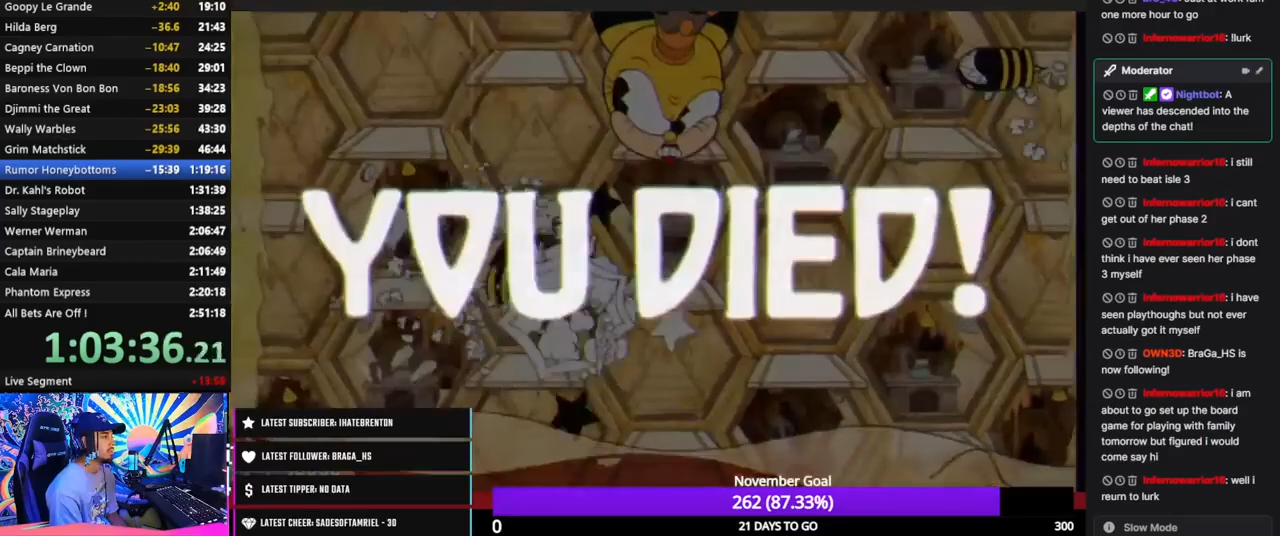 Goopy Le Grande +2:40 19:10
Hilda Berg −36.6 21:43
Cagney Carnation −10:47 24:25
Beppi the Clown −18:40 29:01
Baroness Von Bon Bon −18:56 34:23
Djimmi the Great −23:03 39:28
Wally Warbles −25:56 43:30
Grim Matchstick −29:39 46:44
Rumor Honeybottoms −15:39 1:19:16
Dr. Kahl's Robot 1:31:39
Sally Stageplay 1:38:25
Werner Werman 2:06:47
Captain Brineybeard 2:06:49
Cala Maria 2:11:49
Phantom Express 2:20:18
All Bets Are Off ! 2:51:18
1:03:36.21
Live Segment
YOU DIED!
LATEST SUBSCRIBER: IHATEBRENTON
LATEST FOLLOWER: BRAGA_HS
LATEST TIPPER: NO DATA
LATEST CHEER: SADESOFTAMRIEL - 30
November Goal
262 (87.33%)
0 21 DAYS TO GO 300
one more hour to go
Infernowarrior16: !lurk
Moderator
Nightbot: A
viewer has descended into the
depths of the chat!
Infernowarrior16: i still
need to beat isle 3
Infernowarrior16: i cant
get out of her phase 2
Infernowarrior16: i dont
think i have ever seen her phase
3 myself
Infernowarrior16: i have
seen playthoughs but not ever
actually got it myself
OWN3D: BraGa_HS is
now following!
Infernowarrior16: i am
about to go set up the board
game for playing with family
tomorrow but figured i would
come say hi
Infernowarrior16: well i
reurn to lurk
Slow Mode